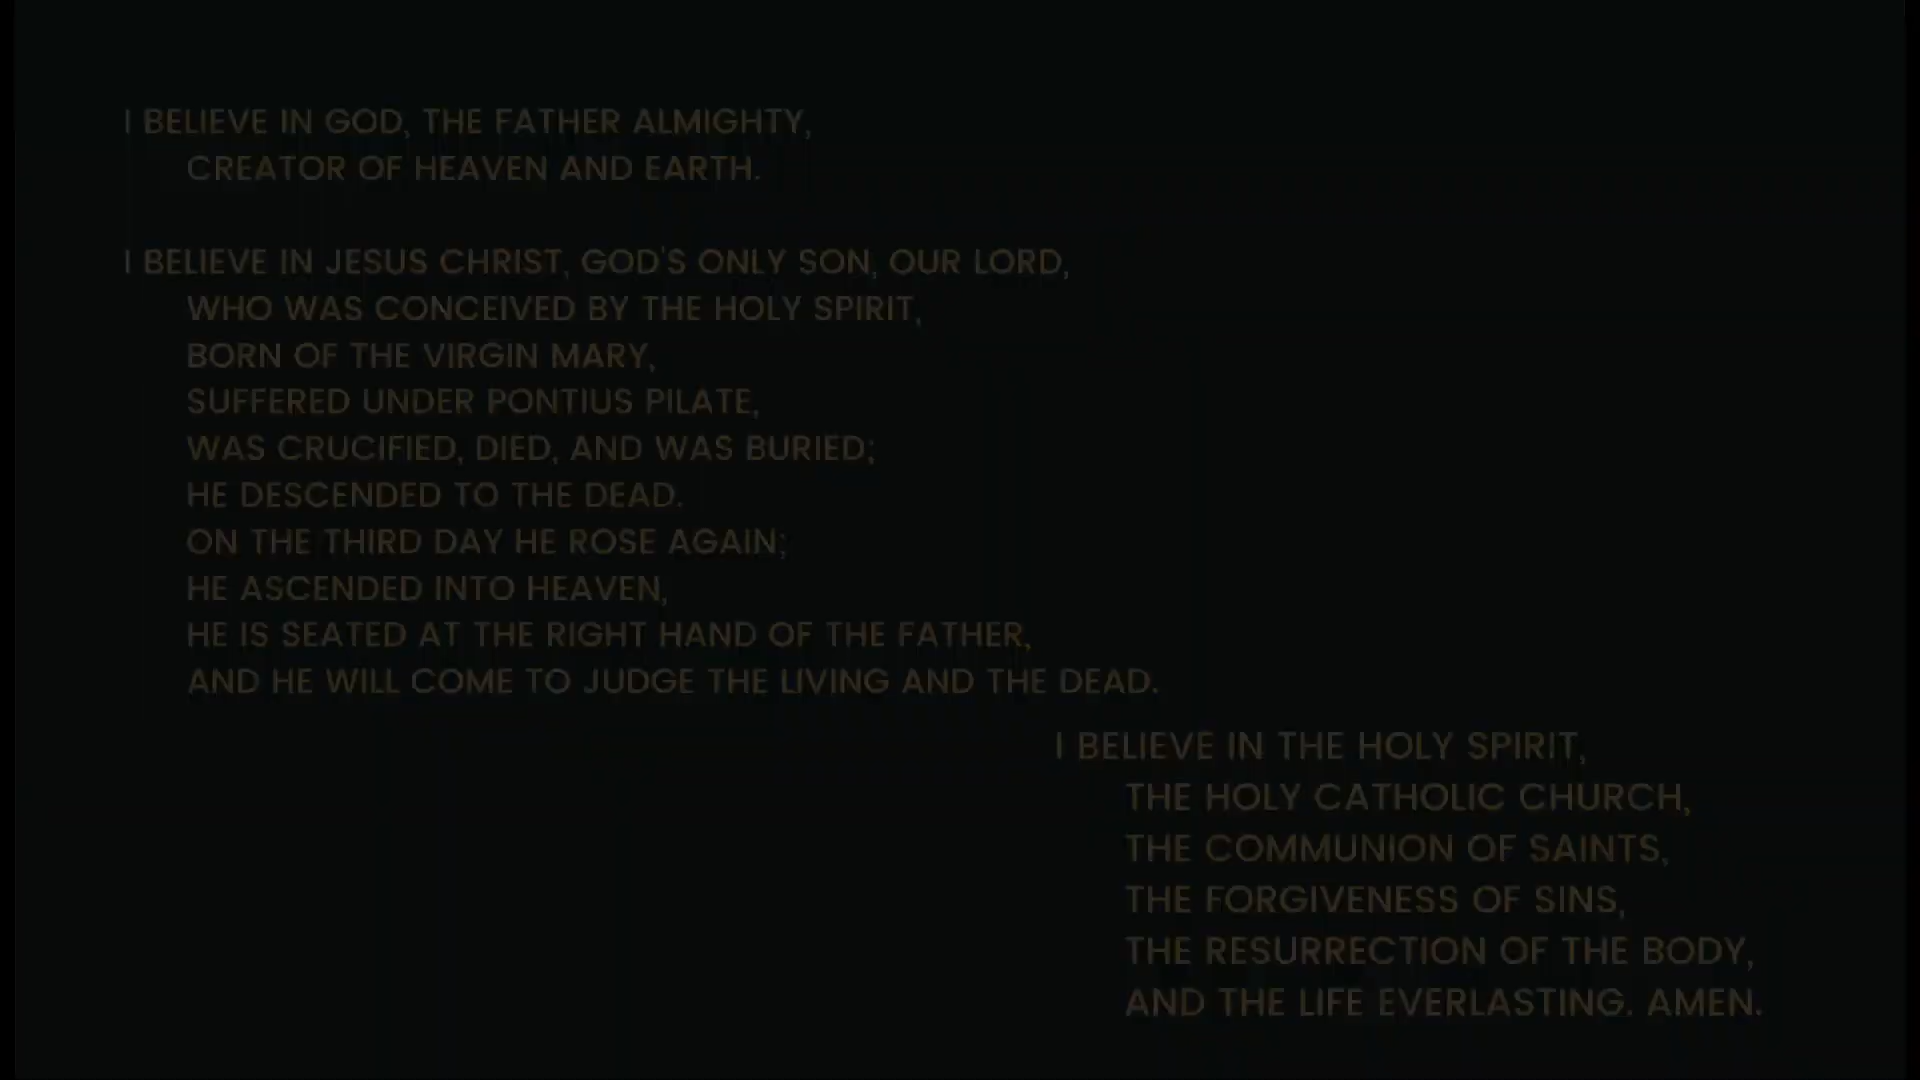 I BELIEVE IN GOD, THE FATHER ALMIGHTY,
CREATOR OF HEAVEN AND EARTH.
I BELIEVE IN JESUS CHRIST, GOD'S ONLY SON, OUR LORD,
WHO WAS CONCEIVED BY THE HOLY SPIRIT,
BORN OF THE VIRGIN MARY,
SUFFERED UNDER PONTIUS PILATE,
WAS CRUCIFIED, DIED, AND WAS BURIED;
HE DESCENDED TO THE DEAD.
ON THE THIRD DAY HE ROSE AGAIN;
HE ASCENDED INTO HEAVEN,
HE IS SEATED AT THE RIGHT HAND OF THE FATHER,
AND HE WILL COME TO JUDGE THE LIVING AND THE DEAD.
I BELIEVE IN THE HOLY SPIRIT,
THE HOLY CATHOLIC CHURCH,
THE COMMUNION OF SAINTS,
THE FORGIVENESS OF SINS,
THE RESURRECTION OF THE BODY,
AND THE LIFE EVERLASTING. AMEN.